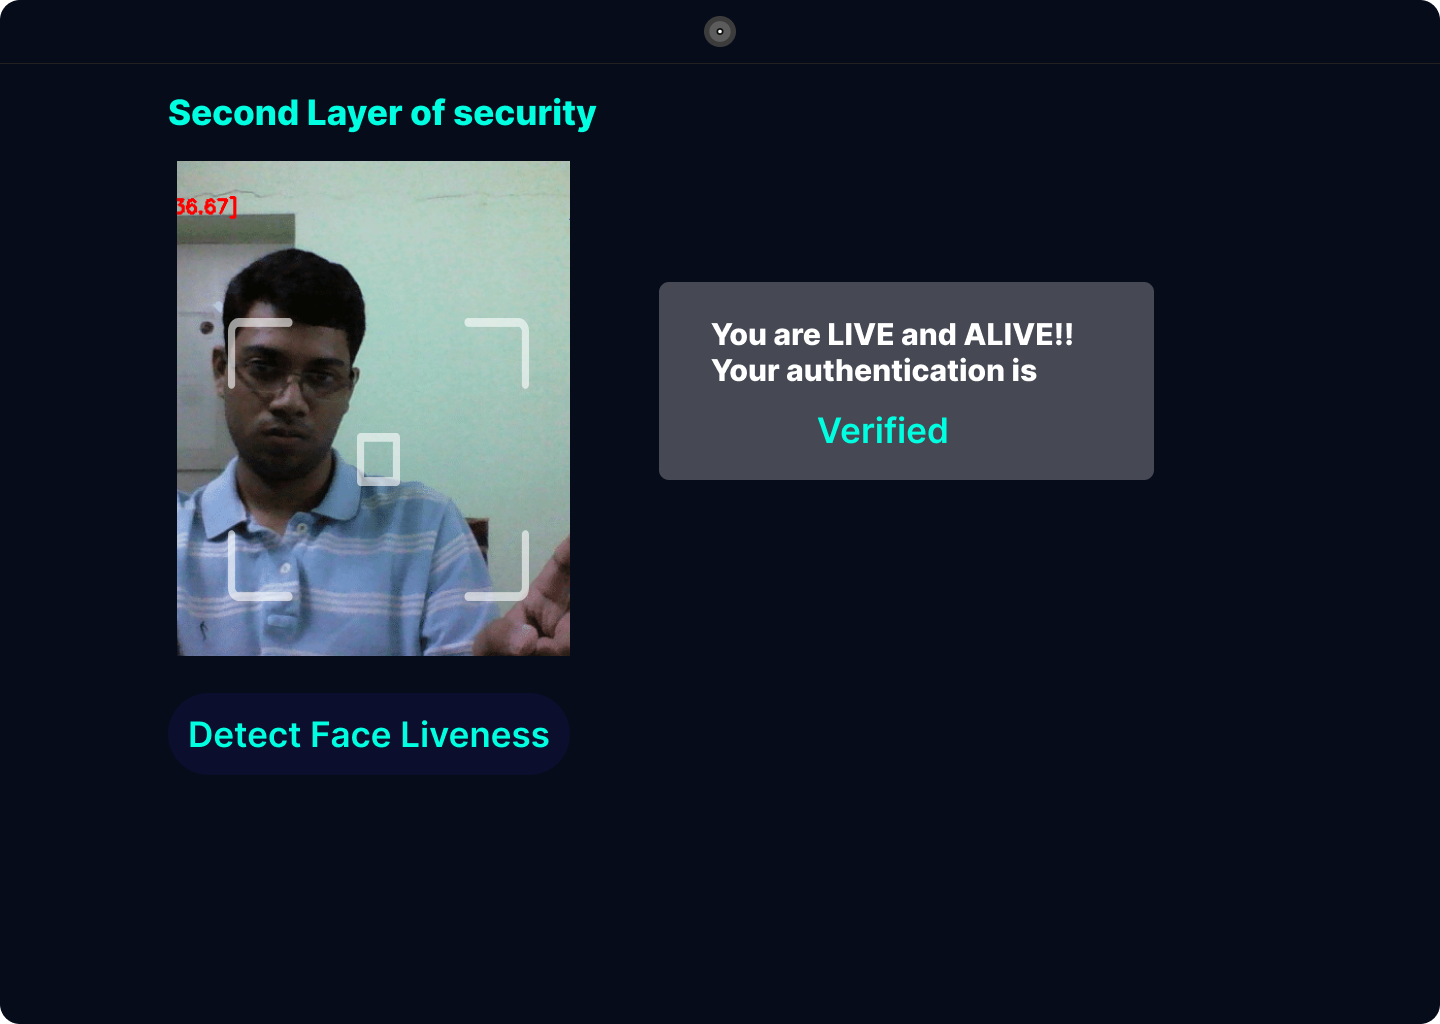 Second Layer of security
36.67]
You are LIVE and ALIVE!!
Your authentication is
Verified
Detect Face Liveness